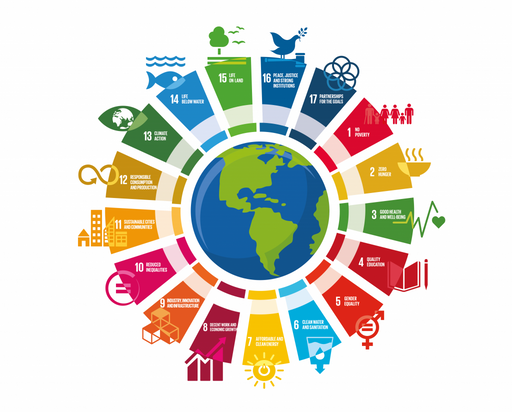 1 NO
POVERTY
2 ZERO
HUNGER
3 GOOD HEALTH
AND WELL-BEING
4 QUALITY
EDUCATION
5 GENDER
EQUALITY
6 CLEAN WATER
AND SANITATION
7 AFFORDABLE AND
CLEAN ENERGY
8 DECENT WORK AND
ECONOMIC GROWTH
9 INDUSTRY, INNOVATION
AND INFRASTRUCTURE
10 REDUCED
INEQUALITIES
11 SUSTAINABLE CITIES
AND COMMUNITIES
12 RESPONSIBLE
CONSUMPTION
AND PRODUCTION
13 CLIMATE
ACTION
14 LIFE
BELOW WATER
15 LIFE
ON LAND
16 PEACE, JUSTICE
AND STRONG
INSTITUTIONS
17 PARTNERSHIPS
FOR THE GOALS